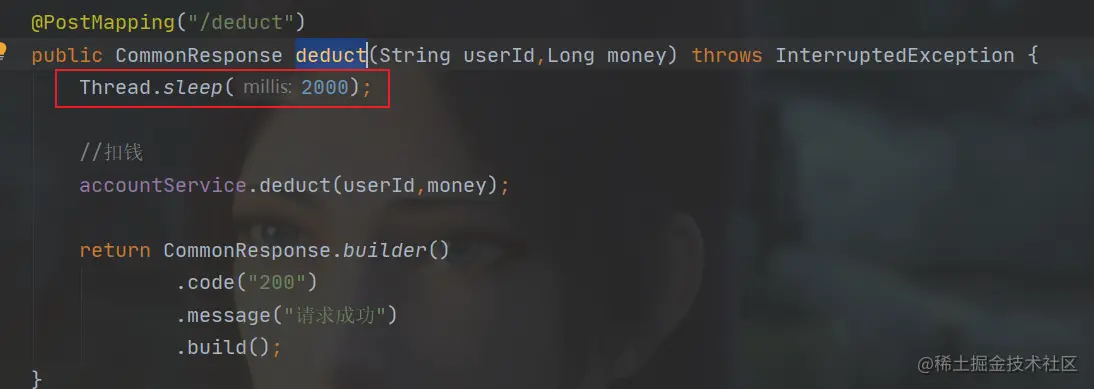 @PostMapping("/deduct")
public CommonResponse deduct(String userId,Long money) throws InterruptedException {
Thread.sleep( millis: 2000);
//扣钱
accountService.deduct(userId,money);
return CommonResponse.builder()
.code("200")
.message("请求成功")
.build();
}
@稀土掘金技术社区